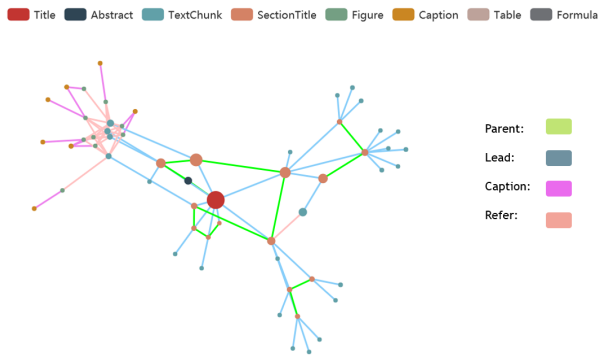 Title Abstract TextChunk SectionTitle Figure Caption Table Formula
Parent:
Lead:
Caption:
Refer: